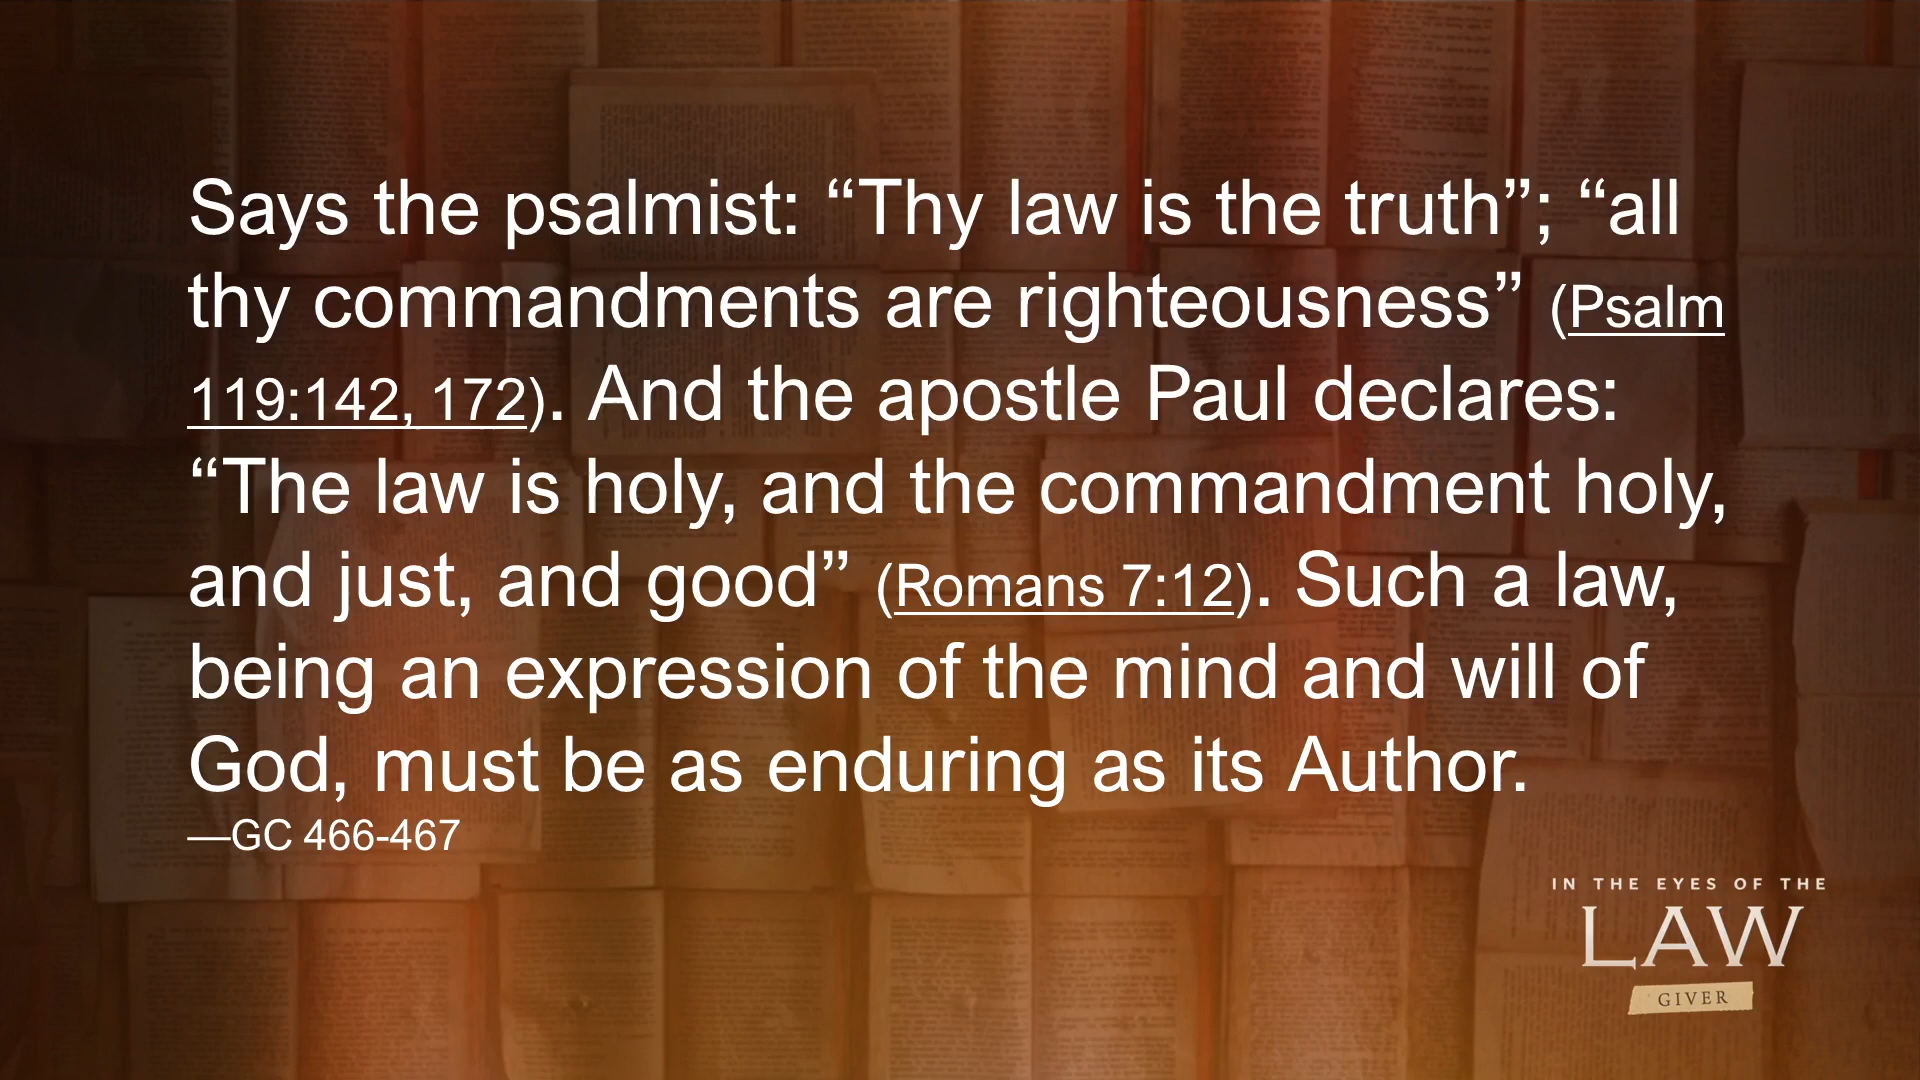 Says the psalmist: “Thy law is the truth”; “all
thy commandments are righteousness” (Psalm
119:142, 172). And the apostle Paul declares:
“The law is holy, and the commandment holy,
and just, and good” (Romans 7:12). Such a law,
being an expression of the mind and will of
God, must be as enduring as its Author.
—GC 466-467
IN THE EYES OF THE
LAW
GIVER